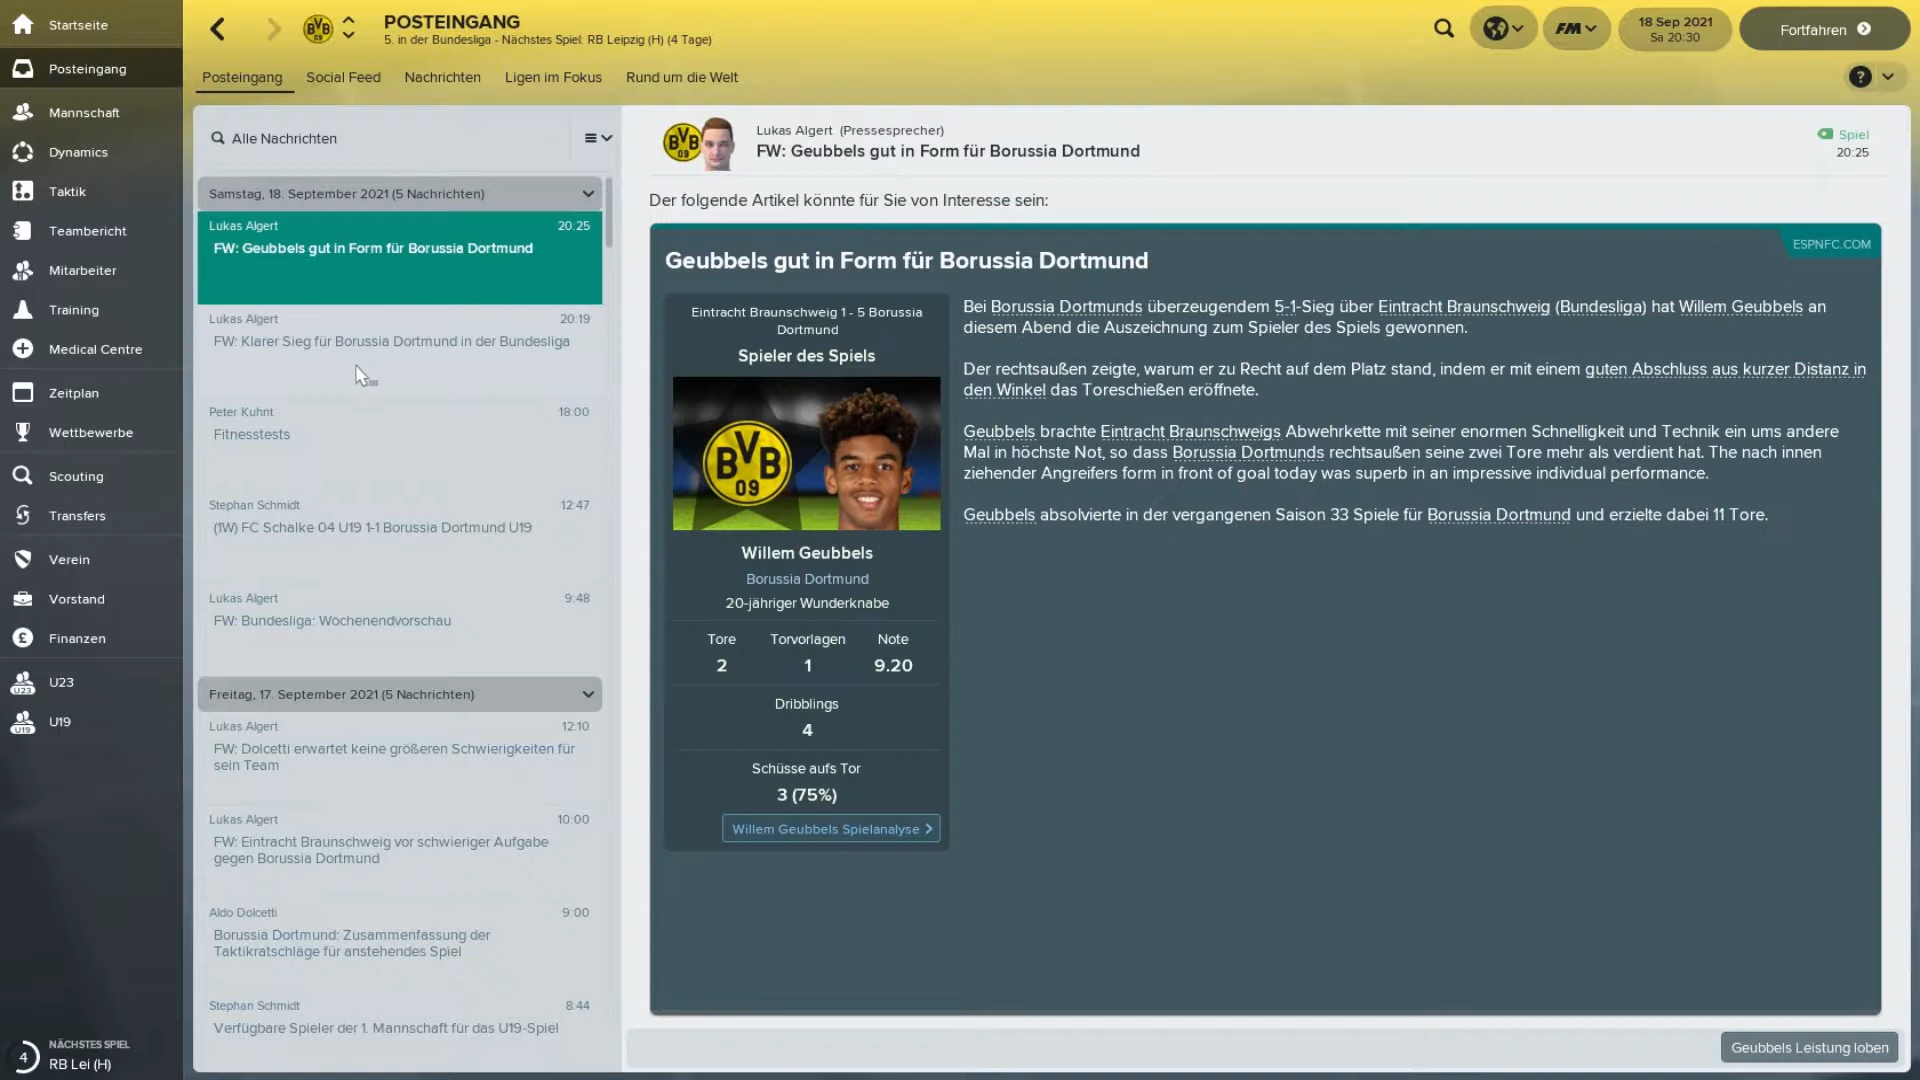 Startseite
Posteingang
Mannschaft
Dynamics
Taktik
Teambericht
Mitarbeiter
Training
Medical Centre
Zeitplan
Wettbewerbe
Scouting
Transfers
Verein
Vorstand
Finanzen
U23
U23
U19
U19
4
NÄCHSTES SPIEL
RB Lei (H)
BVB
09
POSTEINGANG
5. in der Bundesliga - Nächstes Spiel: RB Leipzig (H) (4 Tage)
FM
18 Sep 2021
Sa 20:30
Fortfahren
Posteingang Social Feed Nachrichten Ligen im Fokus Rund um die Welt
?
Alle Nachrichten
Samstag, 18. September 2021 (5 Nachrichten)
Lukas Algert 20:25
FW: Geubbels gut in Form für Borussia Dortmund
Lukas Algert 20:19
FW: Klarer Sieg für Borussia Dortmund in der Bundesliga
Peter Kuhnt 18:00
Fitnesstests
Stephan Schmidt 12:47
(1W) FC Schalke 04 U19 1-1 Borussia Dortmund U19
Lukas Algert 9:48
FW: Bundesliga: Wochenendvorschau
Freitag, 17. September 2021 (5 Nachrichten)
Lukas Algert 12:10
FW: Dolcetti erwartet keine größeren Schwierigkeiten für
sein Team
Lukas Algert 10:00
FW: Eintracht Braunschweig vor schwieriger Aufgabe
gegen Borussia Dortmund
Aldo Dolcetti 9:00
Borussia Dortmund: Zusammenfassung der
Taktikratschläge für anstehendes Spiel
Stephan Schmidt 8:44
Verfügbare Spieler der 1. Mannschaft für das U19-Spiel
BVB
09
Lukas Algert (Pressesprecher)
FW: Geubbels gut in Form für Borussia Dortmund
Spiel
20:25
Der folgende Artikel könnte für Sie von Interesse sein:
ESPNFC.COM
Geubbels gut in Form für Borussia Dortmund
Eintracht Braunschweig 1 - 5 Borussia
Dortmund
Spieler des Spiels
BVB
09
Willem Geubbels
Borussia Dortmund
20-jähriger Wunderknabe
Tore Torvorlagen Note
2 1 9.20
Dribblings
4
Schüsse aufs Tor
3 (75%)
Willem Geubbels Spielanalyse
Bei Borussia Dortmunds überzeugendem 5-1-Sieg über Eintracht Braunschweig (Bundesliga) hat Willem Geubbels an
diesem Abend die Auszeichnung zum Spieler des Spiels gewonnen.
Der rechtsaußen zeigte, warum er zu Recht auf dem Platz stand, indem er mit einem guten Abschluss aus kurzer Distanz in
den Winkel das Toreschießen eröffnete.
Geubbels brachte Eintracht Braunschweigs Abwehrkette mit seiner enormen Schnelligkeit und Technik ein ums andere
Mal in höchste Not, so dass Borussia Dortmunds rechtsaußen seine zwei Tore mehr als verdient hat. The nach innen
ziehender Angreifers form in front of goal today was superb in an impressive individual performance.
Geubbels absolvierte in der vergangenen Saison 33 Spiele für Borussia Dortmund und erzielte dabei 11 Tore.
Geubbels Leistung loben